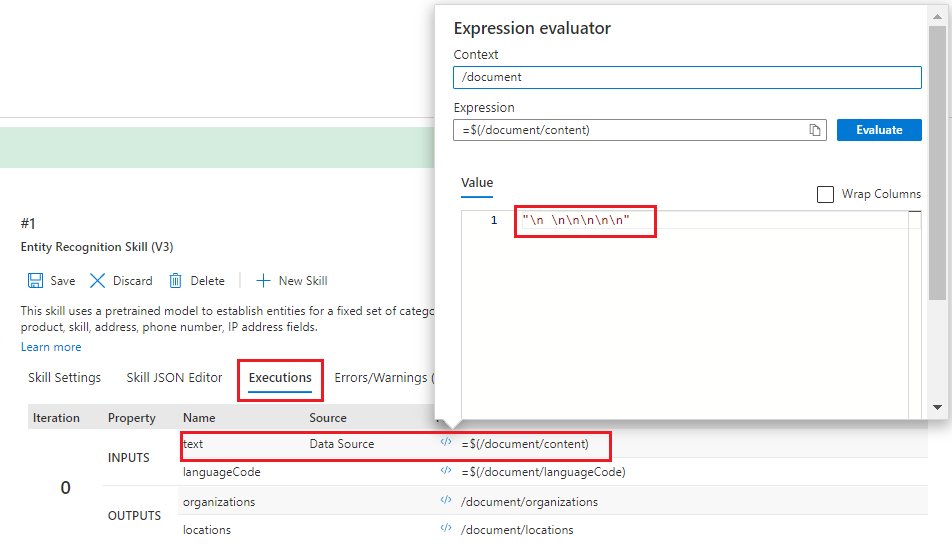 Expression evaluator
Context
/document
Expression
=$(/document/content)
Evaluate
Value
Wrap Columns
1 "\n \n\n\n\n\n"
#1
Entity Recognition Skill (V3)
Save Discard Delete New Skill
This skill uses a pretrained model to establish entities for a fixed set of
product, skill, address, phone number, IP address fields.
Learn more
Skill Settings Skill JSON Editor Executions Errors/Warnings (
Iteration Property Name Source
INPUTS
text Data Source </> =$(/document/content)
languageCode </> =$(/document/languageCode)
0
OUTPUTS
organizations </> /document/organizations
locations </> /document/locations